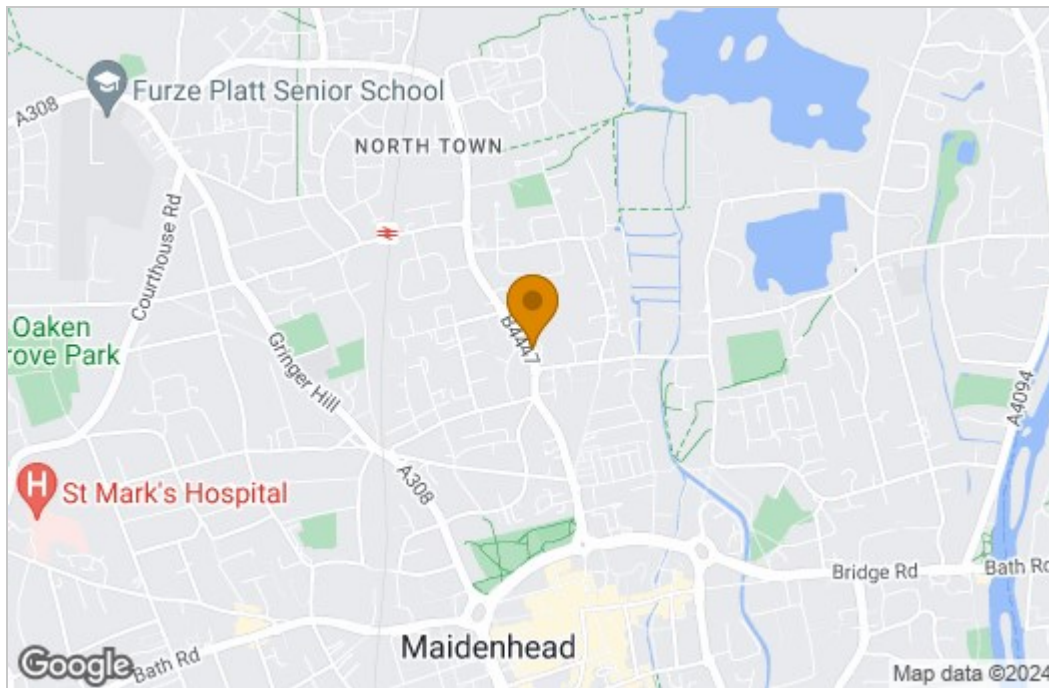 A308
Furze Platt Senior School
NORTH TOWN
Courthouse Rd
B4447
Oaken
rove Park
Gringer Hill
A4094
H
St Mark's Hospital
A308
Bridge Rd
Bath Rd
Maidenhead
Bath Rd
Google
Map data ©2024